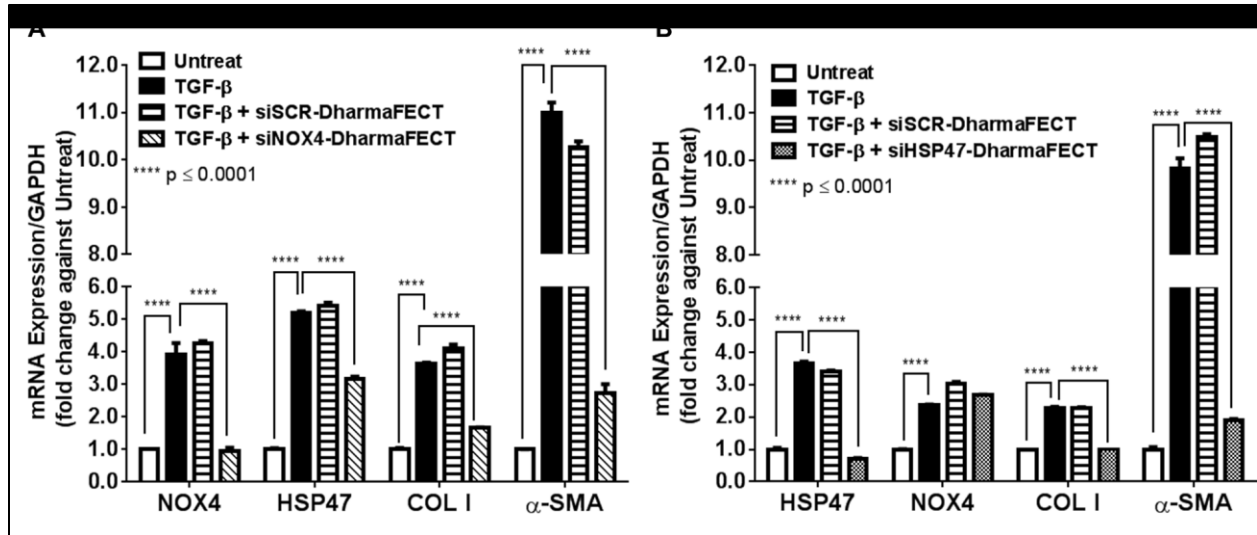 A
Untreat
TGF-β
TGF-β + siSCR-DharmaFECT
TGF-β + siNOX4-DharmaFECT
**** p ≤ 0.0001
mRNA Expression/GAPDH
(fold change against Untreat)
12.0
11.0
10.0
9.0
8.0
6.0
5.0
4.0
3.0
2.0
1.0
0.0
****
****
****
****
****
****
****
****
NOX4
HSP47
COL I
α-SMA
B
Untreat
TGF-β
TGF-β + siSCR-DharmaFECT
TGF-β + siHSP47-DharmaFECT
**** p ≤ 0.0001
mRNA Expression/GAPDH
(fold change against Untreat)
12.0
11.0
10.0
9.0
8.0
6.0
5.0
4.0
3.0
2.0
1.0
0.0
****
****
****
****
****
****
****
HSP47
NOX4
COL I
α-SMA